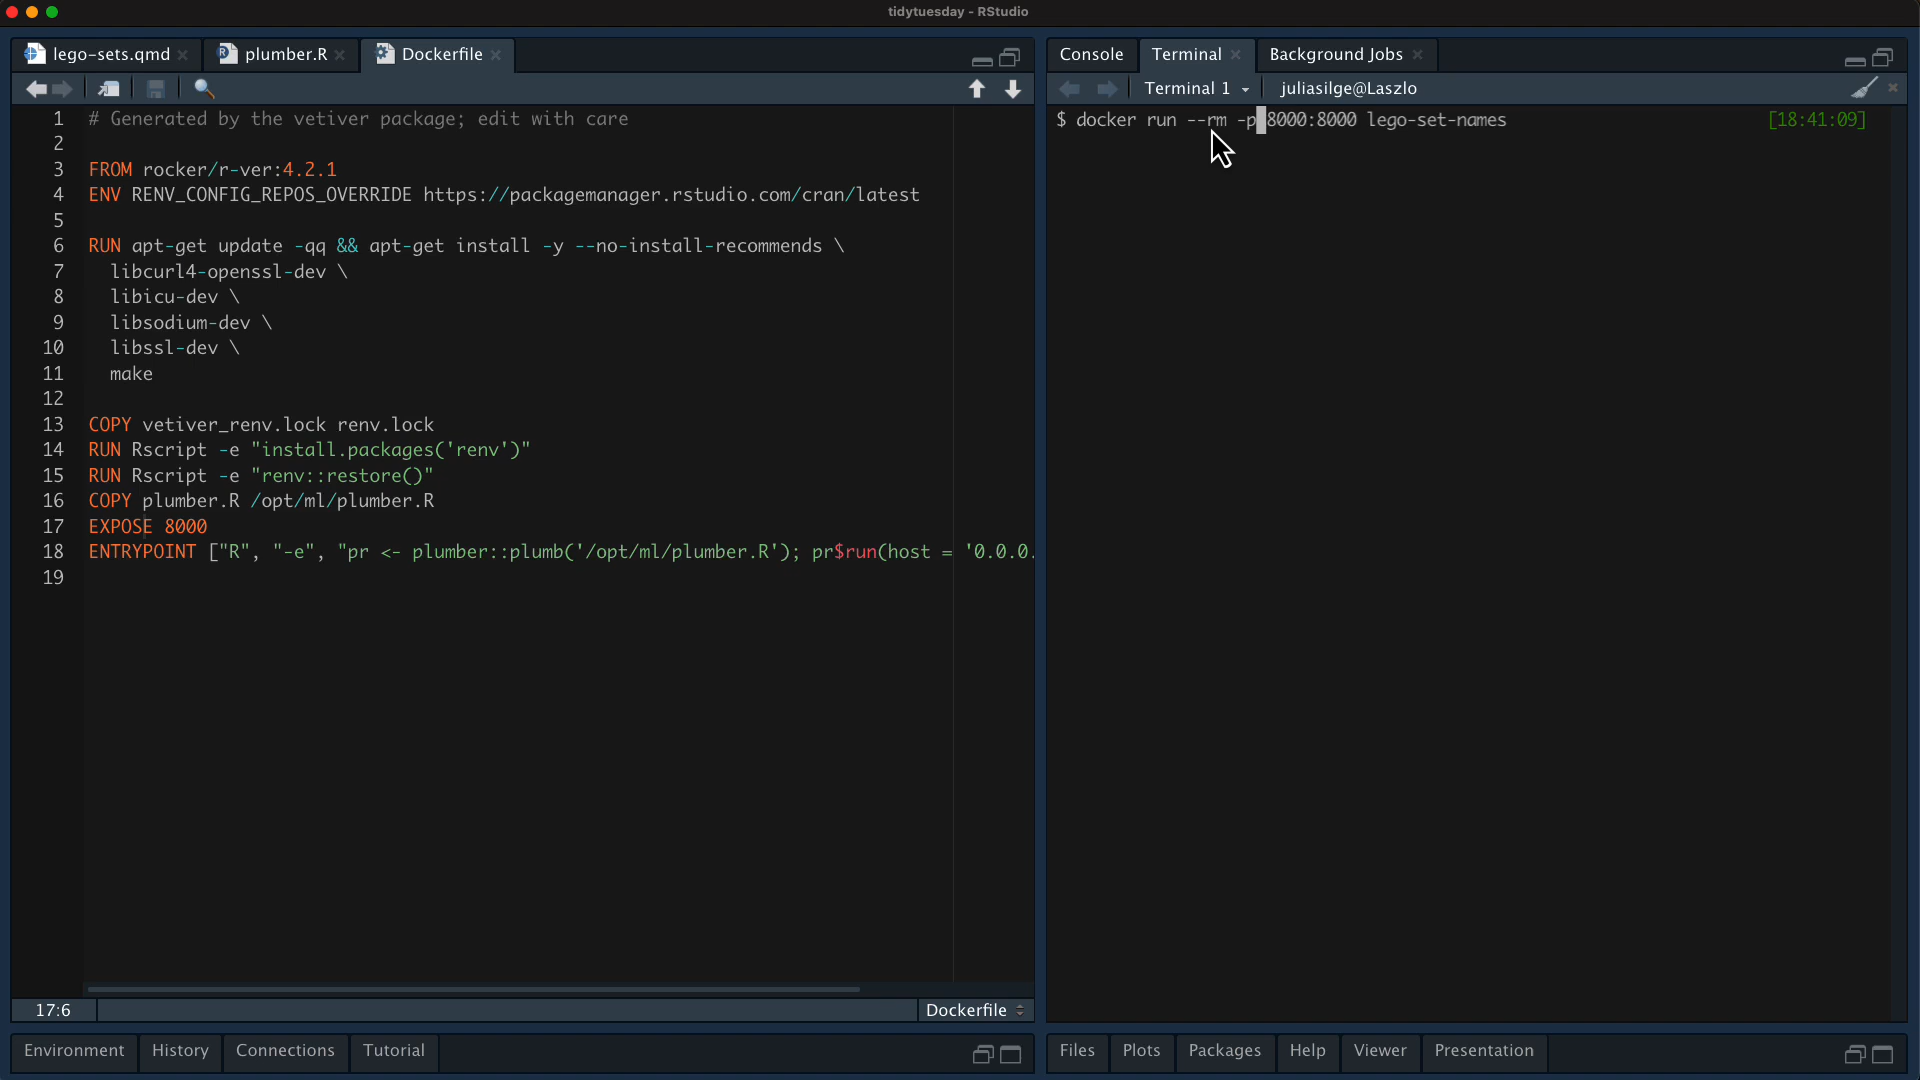 tidytuesday - RStudio
lego-sets.qmd
plumber.R
Dockerfile
1 # Generated by the vetiver package; edit with care
2
3 FROM rocker/r-ver:4.2.1
4 ENV RENV_CONFIG_REPOS_OVERRIDE https://packagemanager.rstudio.com/cran/latest
5
6 RUN apt-get update -qq && apt-get install -y --no-install-recommends \
7 libcurl4-openssl-dev \
8 libicu-dev \
9 libsodium-dev \
10 libssl-dev \
11 make
12
13 COPY vetiver_renv.lock renv.lock
14 RUN Rscript -e "install.packages('renv')"
15 RUN Rscript -e "renv::restore()"
16 COPY plumber.R /opt/ml/plumber.R
17 EXPOSE 8000
18 ENTRYPOINT ["R", "-e", "pr <- plumber::plumb('/opt/ml/plumber.R'); pr$run(host = '0.0.0.
19
17:6
Dockerfile
Environment
History
Connections
Tutorial
Console
Terminal
Background Jobs
Terminal 1
juliasilge@Laszlo
$ docker run --rm -p 8000:8000 lego-set-names [18:41:09]
Files
Plots
Packages
Help
Viewer
Presentation